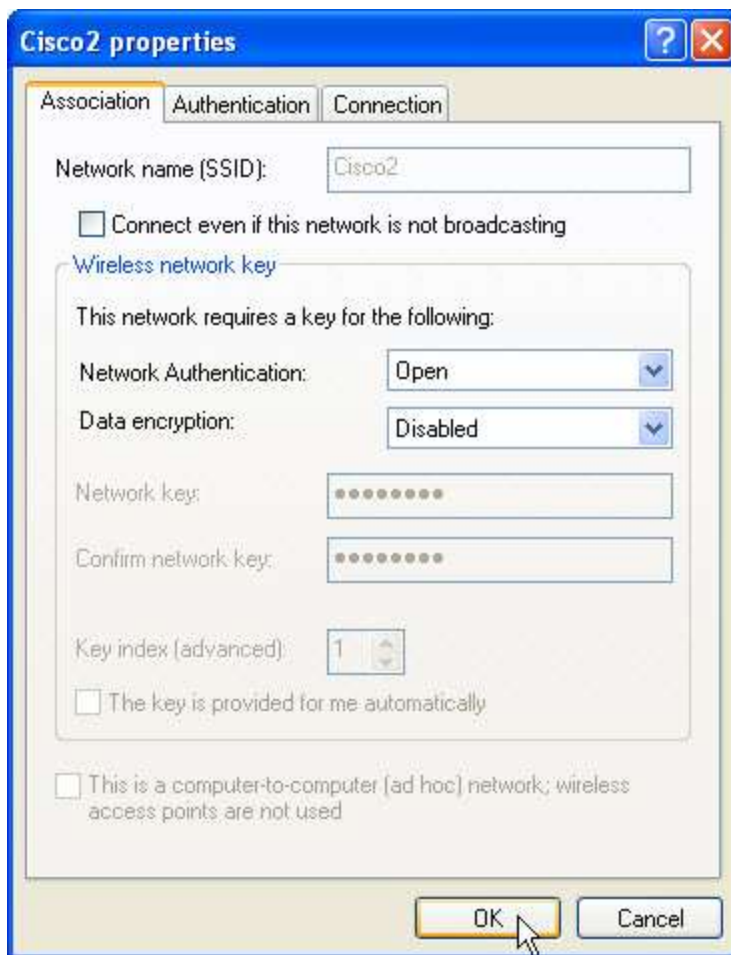 Cisco2 properties
Association Authentication Connection
Network name (SSID): Cisco2
Connect even if this network is not broadcasting
Wireless network key
This network requires a key for the following:
Network Authentication: Open
Data encryption: Disabled
Network key: ••••••••
Confirm network key: ••••••••
Key index (advanced): 1
The key is provided for me automatically
This is a computer-to-computer (ad hoc) network; wireless
access points are not used
OK Cancel